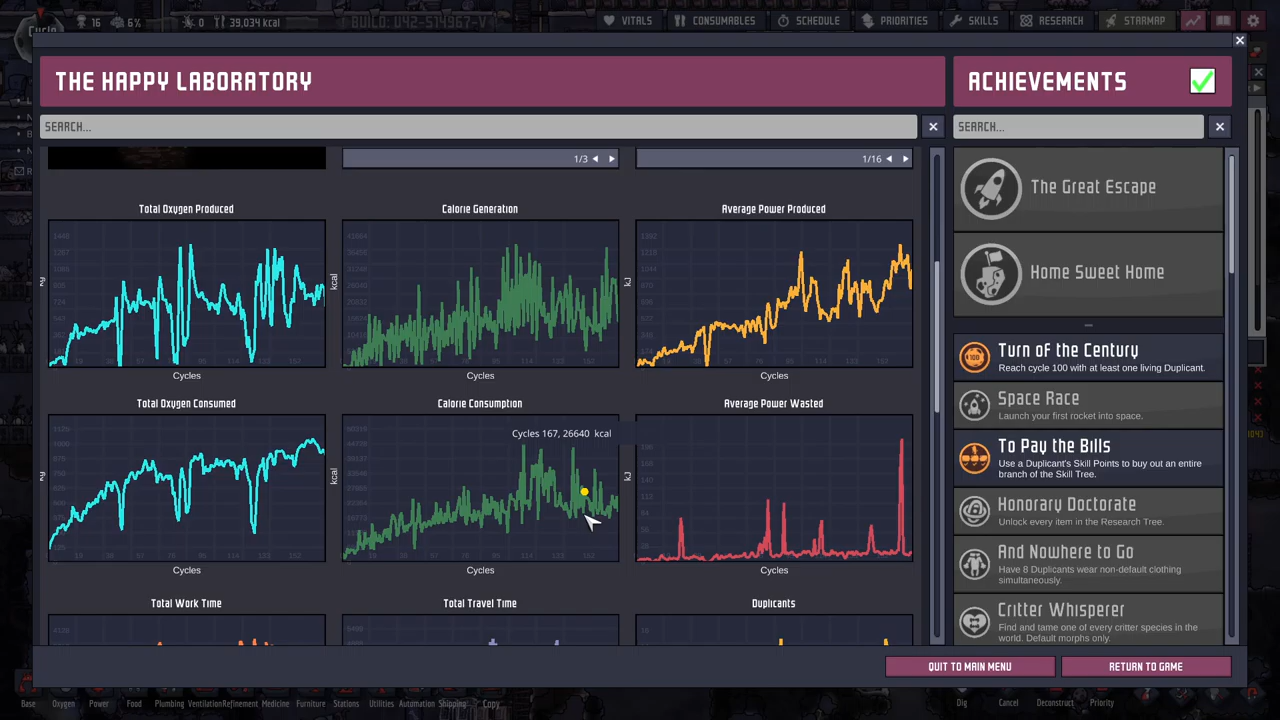 16
6%
0
39,034 kcal
BUILD: U42-514967-V
VITALS
CONSUMABLES
SCHEDULE
PRIORITIES
SKILLS
RESEARCH
STARMAP
THE HAPPY LABORATORY
ACHIEVEMENTS
SEARCH...
SEARCH...
1/3
1/16
The Great Escape
Home Sweet Home
Total Oxygen Produced
Calorie Generation
Average Power Produced
kcal
kJ
Cycles
Cycles
Cycles
Turn of the Century
Reach cycle 100 with at least one living Duplicant.
Space Race
Launch your first rocket into space.
To Pay the Bills
Use a Duplicant's Skill Points to buy out an entire
branch of the Skill Tree.
Honorary Doctorate
Unlock every item in the Research Tree.
And Nowhere to Go
Have 8 Duplicants wear non-default clothing
simultaneously.
Critter Whisperer
Find and tame one of every critter species in the
world. Default morphs only.
Total Oxygen Consumed
Calorie Consumption
Average Power Wasted
Cycles 167, 26640 kcal
kcal
kJ
Cycles
Cycles
Cycles
Total Work Time
Total Travel Time
Duplicants
QUIT TO MAIN MENU
RETURN TO GAME
Base
Oxygen
Power
Food
Plumbing
Ventilation
Refinement
Medicine
Furniture
Stations
Utilities
Automation
Shipping
Copy
Dig
Cancel
Deconstruct
Priority